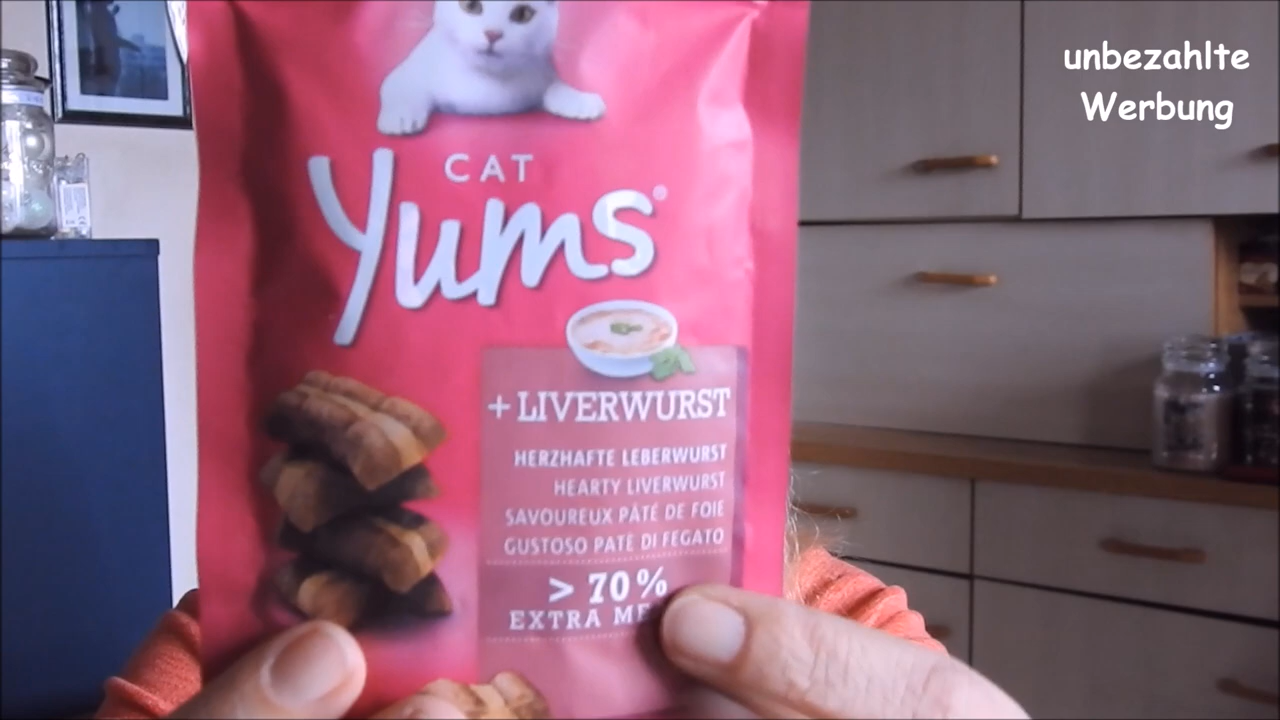 unbezahlte
Werbung
CAT
Yums®
+ LIVERWURST
HERZHAFTE LEBERWURST
HEARTY LIVERWURST
SAVOUREUX PÂTÉ DE FOIE
GUSTOSO PATÉ DI FEGATO
> 70%
EXTRA